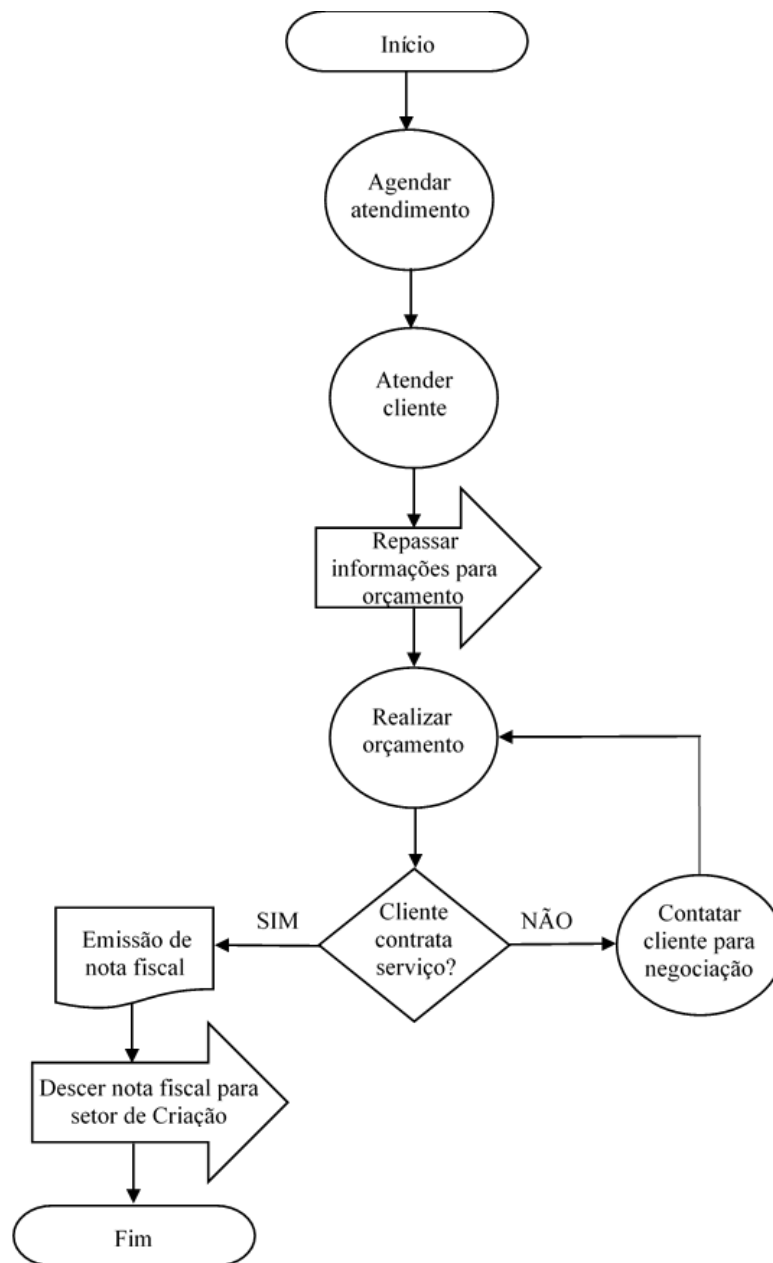 Início
Agendar
atendimento
Atender
cliente
Repassar
informações para
orçamento
Realizar
orçamento
SIM
Cliente
contrata
serviço?
NÃO
Contatar
cliente para
negociação
Emissão de
nota fiscal
Descer nota fiscal para
setor de Criação
Fim